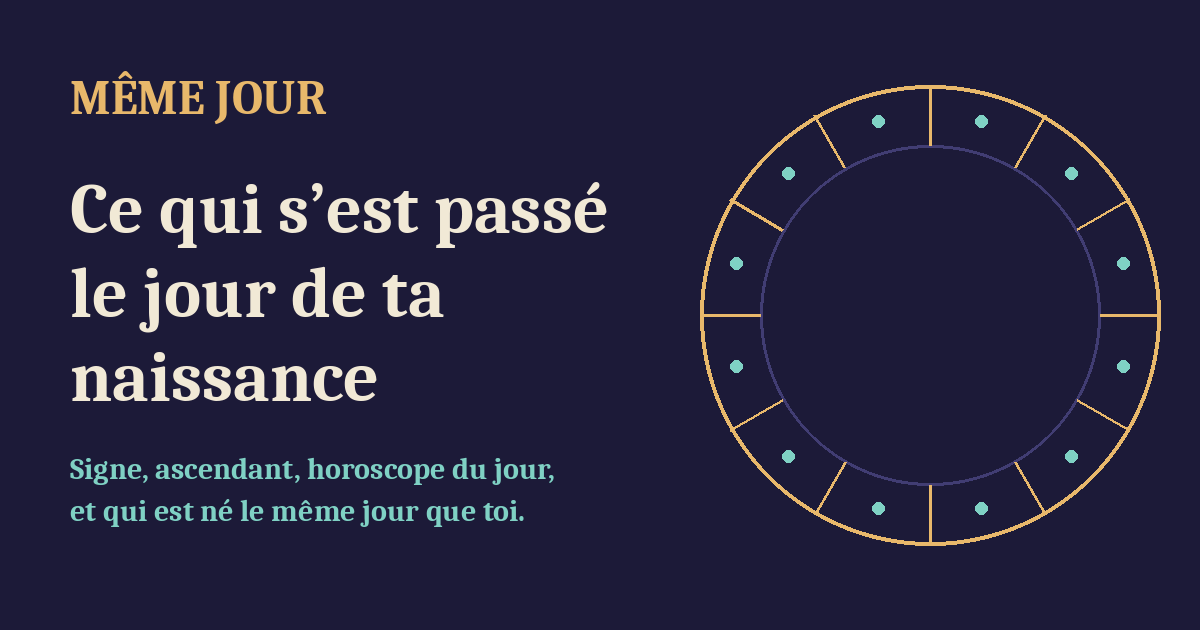 MÊME JOUR
Ce qui s’est passé
le jour de ta
naissance
Signe, ascendant, horoscope du jour,
et qui est né le même jour que toi.